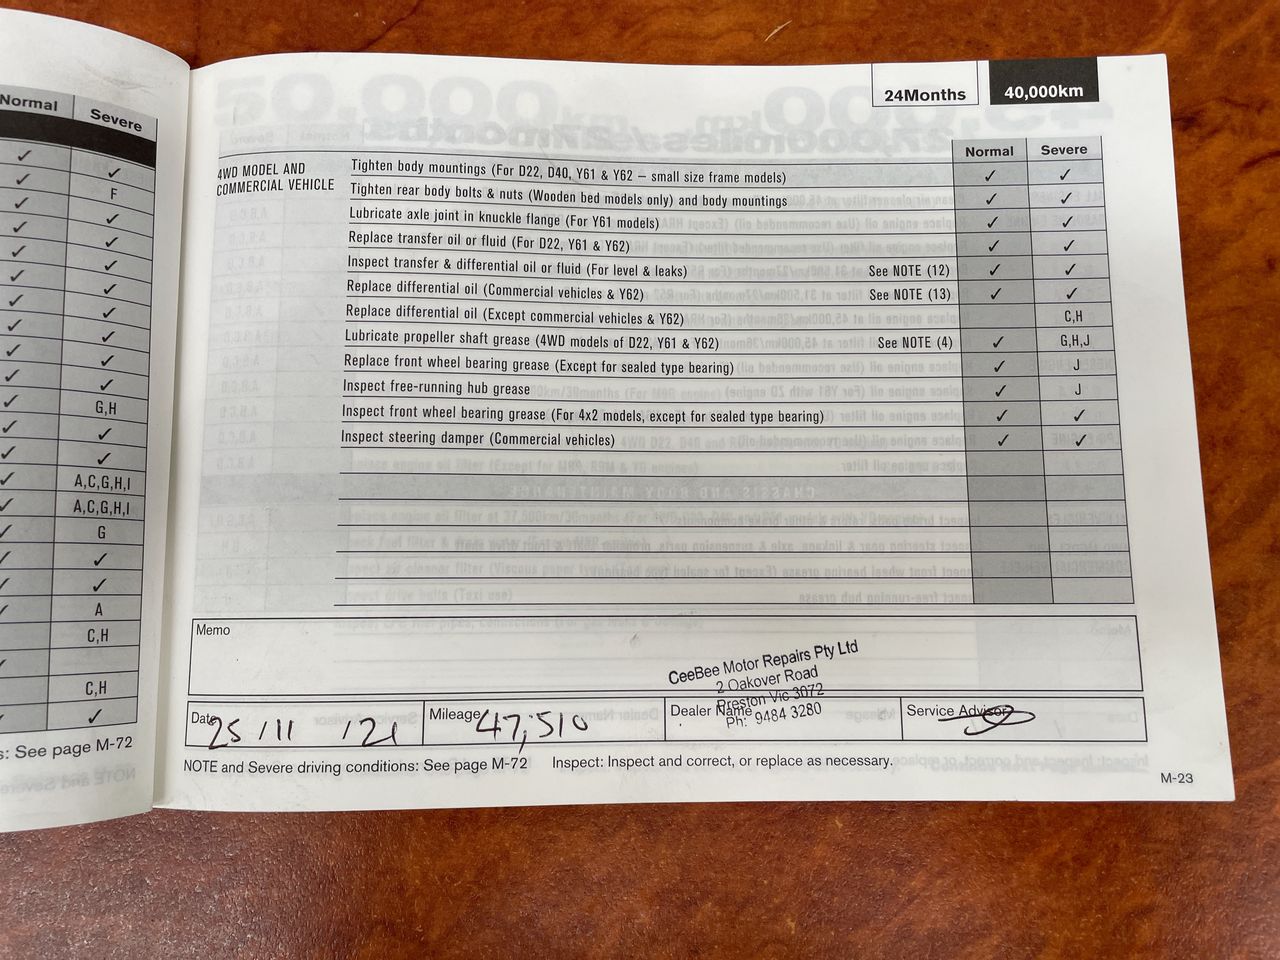 Normal Severe
✓
✓ ✓
✓ F
✓ ✓
✓ ✓
✓ ✓
✓ ✓
✓ ✓
✓ ✓
✓ ✓
✓ ✓
✓ G,H
✓ ✓
✓ ✓
✓ A,C,G,H,I
✓ A,C,G,H,I
✓ G
✓ ✓
✓ ✓
✓ A
C,H
✓
C,H
✓ ✓
s: See page M-72
24Months 40,000km
Normal Severe
4WD MODEL AND
COMMERCIAL VEHICLE
Tighten body mountings (For D22, D40, Y61 & Y62 – small size frame models) ✓ ✓
Tighten rear body bolts & nuts (Wooden bed models only) and body mountings ✓ ✓
Lubricate axle joint in knuckle flange (For Y61 models) ✓ ✓
Replace transfer oil or fluid (For D22, Y61 & Y62) ✓ ✓
Inspect transfer & differential oil or fluid (For level & leaks) See NOTE (12) ✓ ✓
Replace differential oil (Commercial vehicles & Y62) See NOTE (13) ✓ ✓
Replace differential oil (Except commercial vehicles & Y62) C,H
Lubricate propeller shaft grease (4WD models of D22, Y61 & Y62) See NOTE (4) ✓ G,H,J
Replace front wheel bearing grease (Except for sealed type bearing) ✓ J
Inspect free-running hub grease ✓ J
Inspect front wheel bearing grease (For 4x2 models, except for sealed type bearing) ✓ ✓
Inspect steering damper (Commercial vehicles) ✓ ✓
Memo
CeeBee Motor Repairs Pty Ltd
2 Oakover Road
Preston Vic 3072
Ph: 9484 3280
Date 25/11/21 Mileage 47,510 Dealer Name Service Advisor
NOTE and Severe driving conditions: See page M-72 Inspect: Inspect and correct, or replace as necessary.
M-23